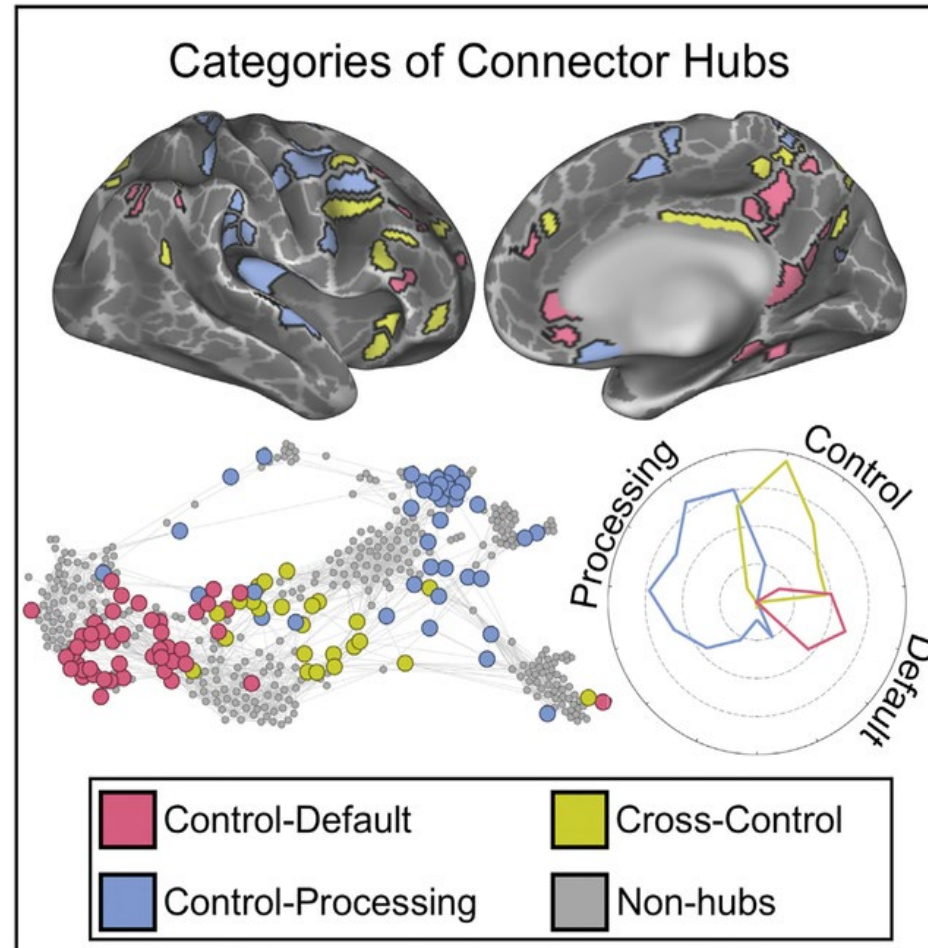 Categories of Connector Hubs
Processing
Control
Default
Control-Default
Cross-Control
Control-Processing
Non-hubs